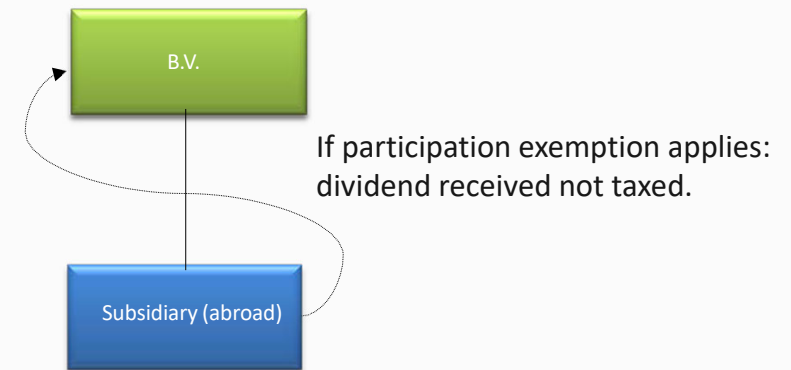 B.V.
If participation exemption applies:
dividend received not taxed.
Subsidiary (abroad)